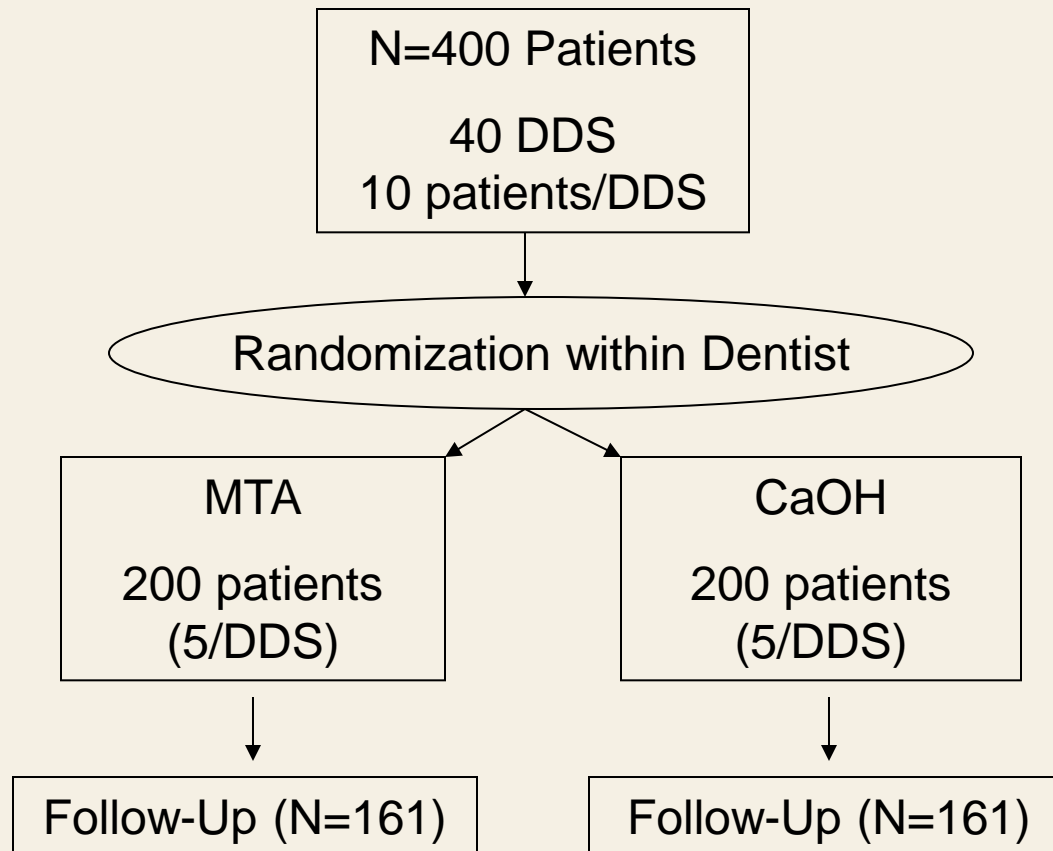 N=400 Patients
40 DDS
10 patients/DDS
Randomization within Dentist
MTA
200 patients
(5/DDS)
CaOH
200 patients
(5/DDS)
Follow-Up (N=161)
Follow-Up (N=161)